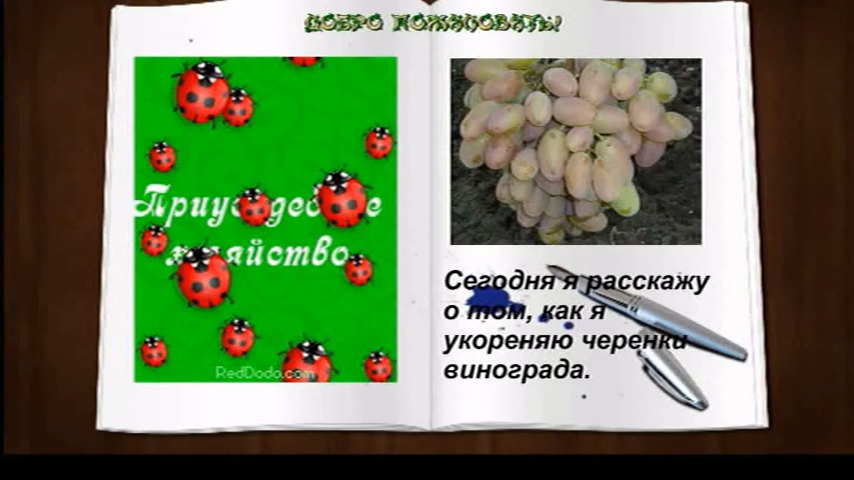 ДОБРО ПОЖАЛОВАТЬ!
Приусадебное
хозяйство
RedDodo.com
Сегодня я расскажу
о том, как я
укореняю черенки
винограда.